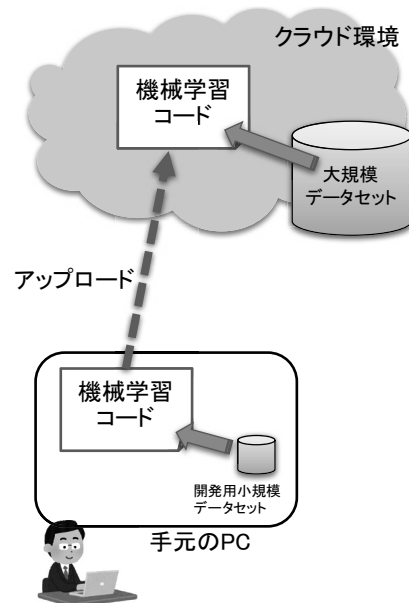 クラウド環境
機械学習
コード
大規模
データセット
アップロード
機械学習
コード
開発用小規模
データセット
手元のPC